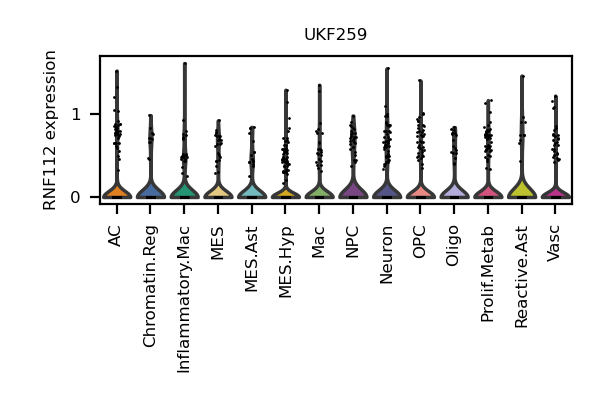 UKF259
RNF112 expression
1
0
AC
Chromatin.Reg
Inflammatory.Mac
MES
MES.Ast
MES.Hyp
Mac
NPC
Neuron
OPC
Oligo
Prolif.Metab
Reactive.Ast
Vasc